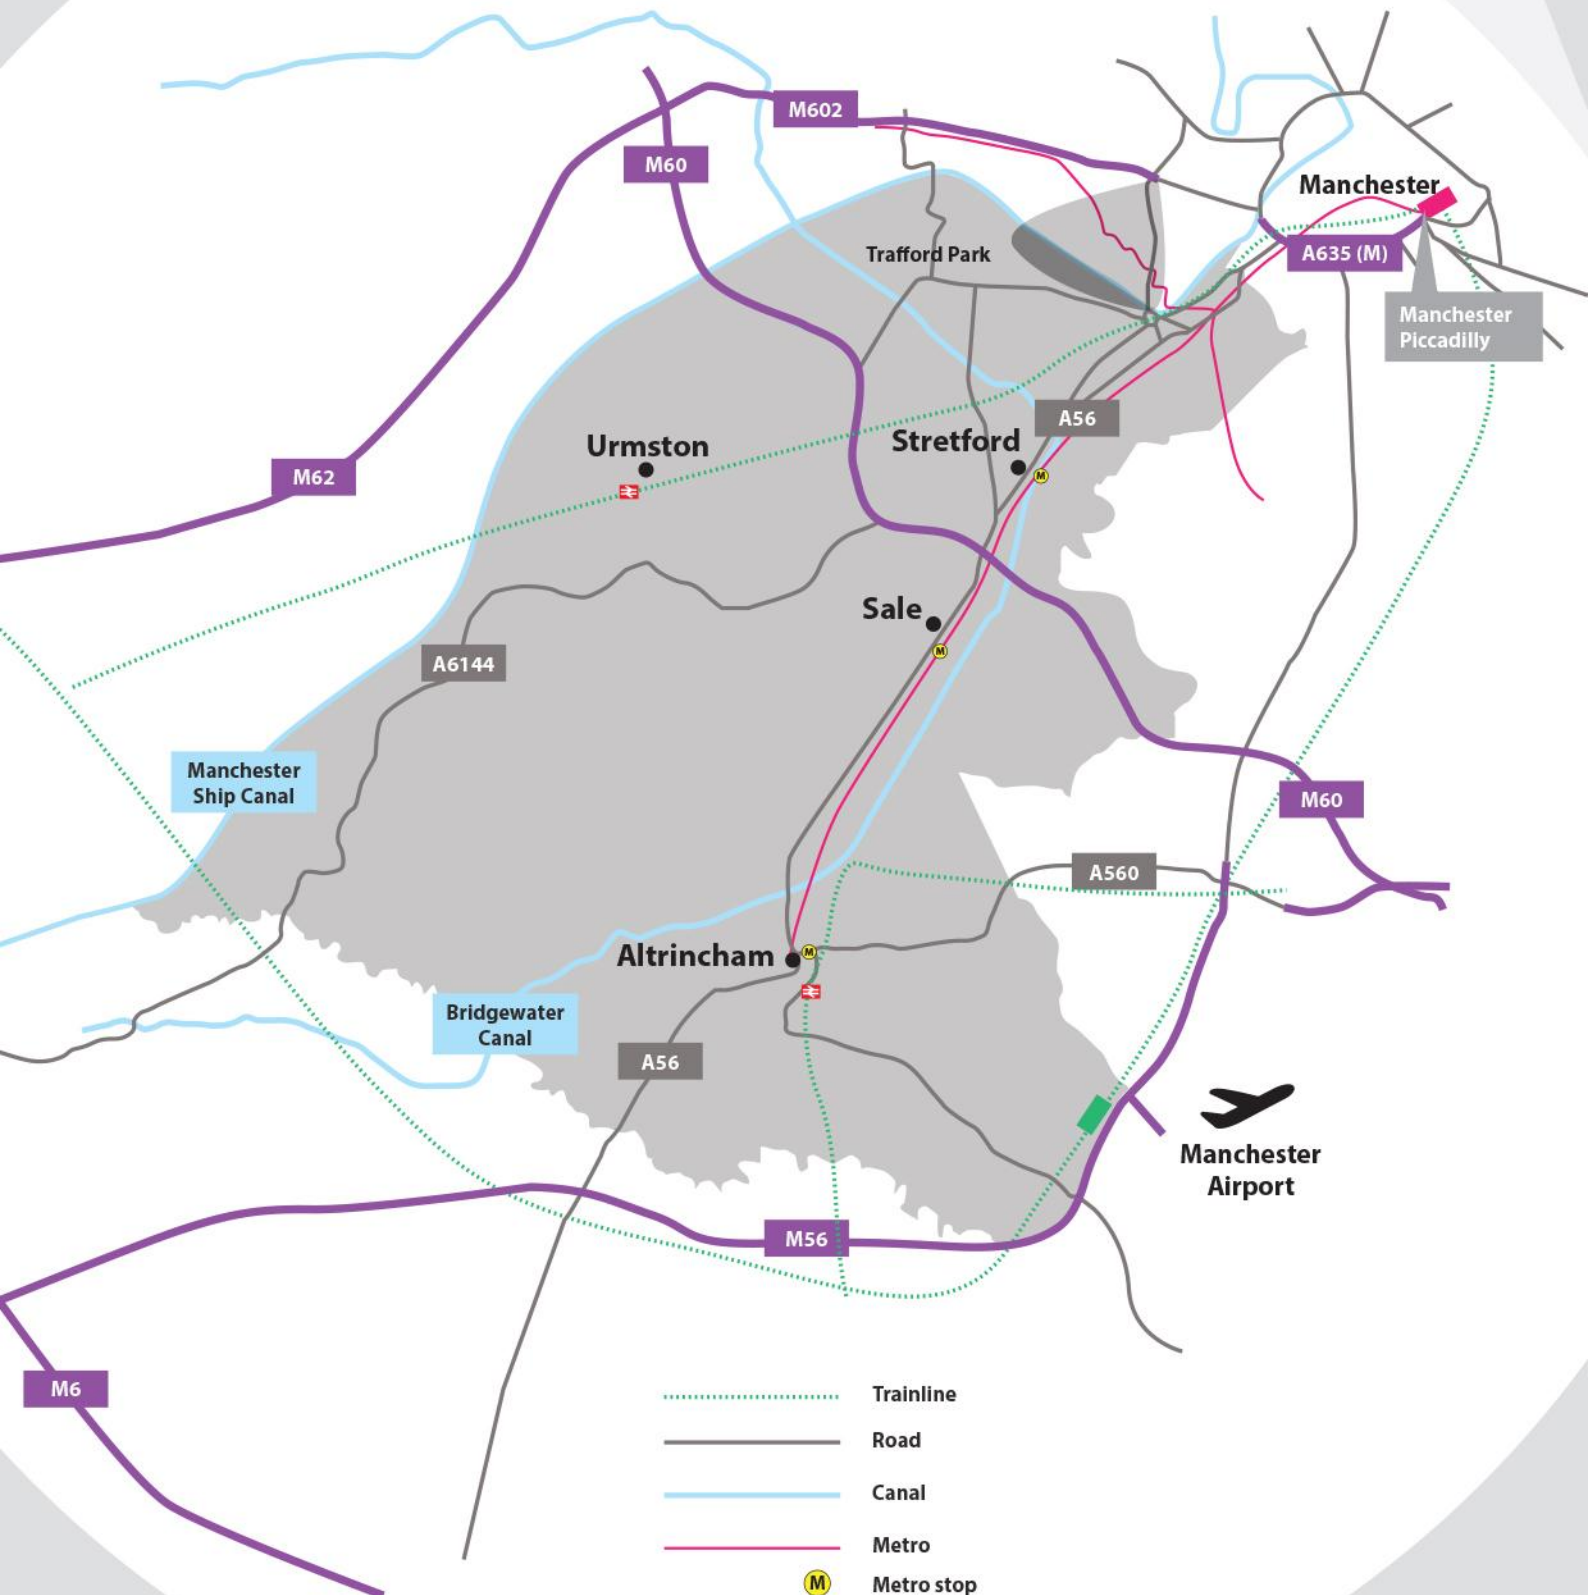 M602
M60
Manchester
Trafford Park
A635 (M)
Manchester
Piccadilly
A56
Urmston
Stretford
M
M62
Sale
M
A6144
Manchester
Ship Canal
M60
A560
Altrincham
M
Bridgewater
Canal
A56
Manchester
Airport
M56
M6
Trainline
Road
Canal
Metro
M
Metro stop